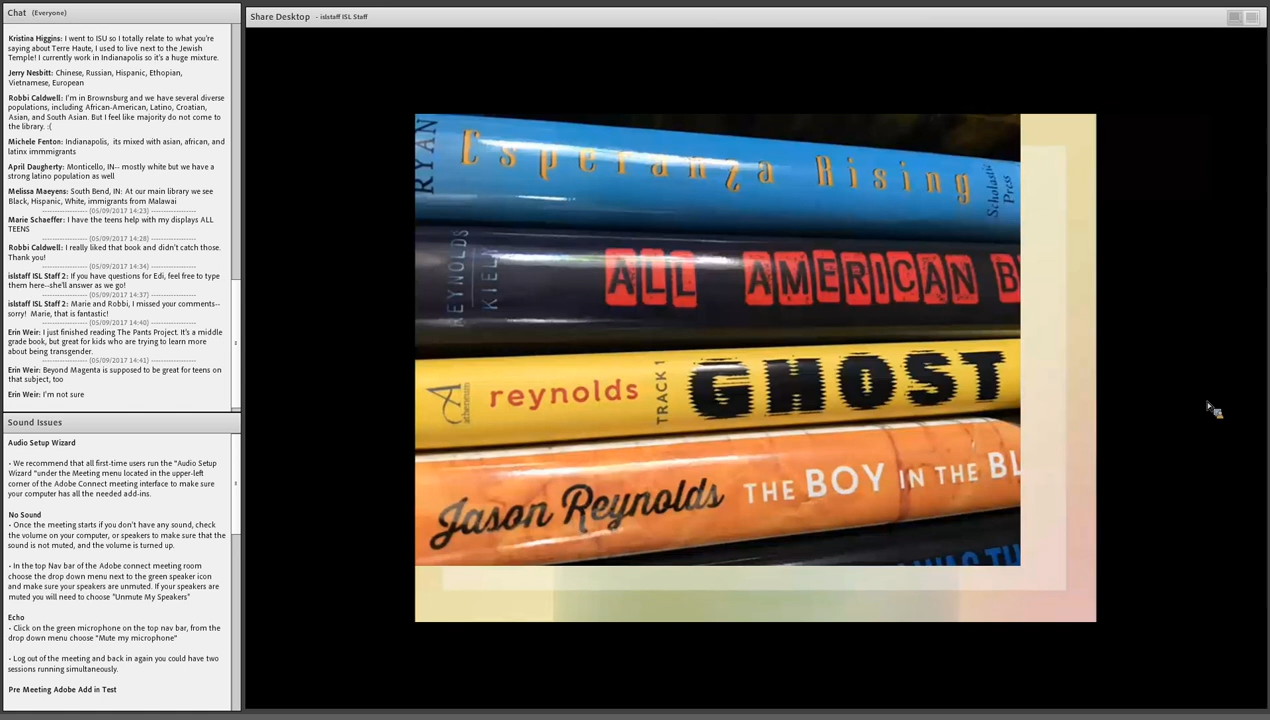 Chat (Everyone)
Kristina Higgins: I went to ISU so I totally relate to what you're
saying about Terre Haute, I used to live next to the Jewish
Temple! I currently work in Indianapolis so it's a huge mixture.
Jerry Nesbitt: Chinese, Russian, Hispanic, Ethopian,
Vietnamese, European
Robbi Caldwell: I'm in Brownsburg and we have several diverse
populations, including African-American, Latino, Croatian,
Asian, and South Asian. But I feel like majority do not come to
the library. :(
Michele Fenton: Indianapolis, its mixed with asian, african, and
latinx immmigrants
April Daugherty: Monticello, IN-- mostly white but we have a
strong latino population as well
Melissa Maeyens: South Bend, IN: At our main library we see
Black, Hispanic, White, immigrants from Malawi
------------------ (05/09/2017 14:23) ------------------
Marie Schaeffer: I have the teens help with my displays ALL
TEENS
------------------ (05/09/2017 14:28) ------------------
Robbi Caldwell: I really liked that book and didn't catch those.
Thank you!
------------------ (05/09/2017 14:34) ------------------
islstaff ISL Staff 2: If you have questions for Edi, feel free to type
them here--she'll answer as we go!
------------------ (05/09/2017 14:37) ------------------
islstaff ISL Staff 2: Marie and Robbi, I missed your comments--
sorry! Marie, that is fantastic!
------------------ (05/09/2017 14:40) ------------------
Erin Weir: I just finished reading The Pants Project. It's a middle
grade book, but great for kids who are trying to learn more
about being transgender.
------------------ (05/09/2017 14:41) ------------------
Erin Weir: Beyond Magenta is supposed to be great for teens on
that subject, too
Erin Weir: I'm not sure
Sound Issues
Audio Setup Wizard
• We recommend that all first-time users run the "Audio Setup
Wizard "under the Meeting menu located in the upper-left
corner of the Adobe Connect meeting interface to make sure
your computer has all the needed add-ins.
No Sound
• Once the meeting starts if you don't have any sound, check
the volume on your computer, or speakers to make sure that the
sound is not muted, and the volume is turned up.
• In the top Nav bar of the Adobe connect meeting room
choose the drop down menu next to the green speaker icon
and make sure your speakers are unmuted. If your speakers are
muted you will need to choose "Unmute My Speakers"
Echo
• Click on the green microphone on the top nav bar, from the
drop down menu choose "Mute my microphone"
• Log out of the meeting and back in again you could have two
sessions running simultaneously.
Pre Meeting Adobe Add in Test
Share Desktop - islstaff ISL Staff
RYAN Esperanza Rising Scholastic
Press
REYNOLDS
KIELY ALL AMERICAN B
atheneum reynolds TRACK 1 GHOST
Jason Reynolds THE BOY IN THE BL
WAS TH